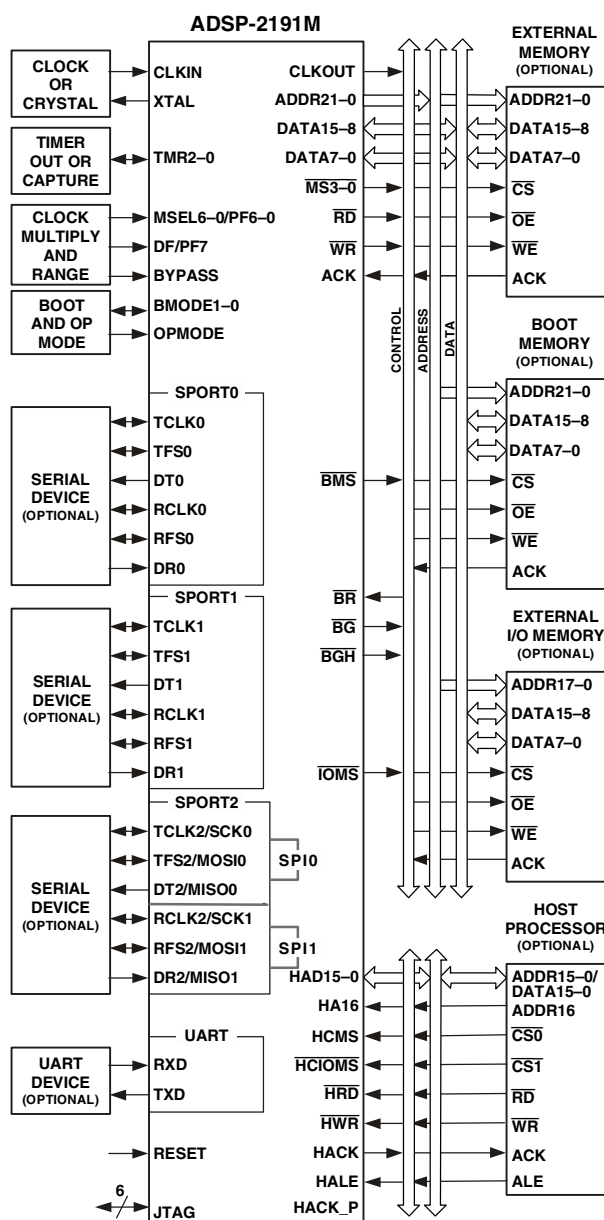 ADSP-2191M
CLOCK
OR
CRYSTAL
TIMER
OUT OR
CAPTURE
CLOCK
MULTIPLY
AND
RANGE
BOOT
AND OP
MODE
SERIAL
DEVICE
(OPTIONAL)
SERIAL
DEVICE
(OPTIONAL)
SERIAL
DEVICE
(OPTIONAL)
UART
DEVICE
(OPTIONAL)
6
CLKIN
XTAL
TMR2–0
MSEL6–0/PF6–0
DF/PF7
BYPASS
BMODE1–0
OPMODE
SPORT0
TCLK0
TFS0
DT0
RCLK0
RFS0
DR0
SPORT1
TCLK1
TFS1
DT1
RCLK1
RFS1
DR1
SPORT2
TCLK2/SCK0
TFS2/MOSI0
DT2/MISO0
SPI0
RCLK2/SCK1
RFS2/MOSI1
DR2/MISO1
SPI1
UART
RXD
TXD
RESET
JTAG
CLKOUT
ADDR21–0
DATA15–8
DATA7–0
MS3–0
RD
WR
ACK
BMS
BR
BG
BGH
IOMS
HAD15–0
HA16
HCMS
HCIOMS
HRD
HWR
HACK
HALE
HACK_P
CONTROL
ADDRESS
DATA
EXTERNAL
MEMORY
(OPTIONAL)
ADDR21–0
DATA15–8
DATA7–0
CS
OE
WE
ACK
BOOT
MEMORY
(OPTIONAL)
ADDR21–0
DATA15–8
DATA7–0
CS
OE
WE
ACK
EXTERNAL
I/O MEMORY
(OPTIONAL)
ADDR17–0
DATA15–8
DATA7–0
CS
OE
WE
ACK
HOST
PROCESSOR
(OPTIONAL)
ADDR15–0/
DATA15–0
ADDR16
CS0
CS1
RD
WR
ACK
ALE